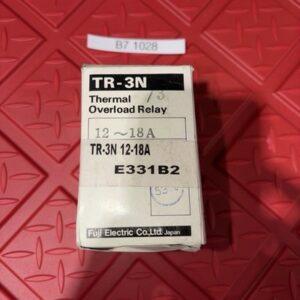 B7 1028
TR-3N
Thermal /3
Overload Relay
12~18A
TR-3N 12-18A
E331B2
Fuji Electric Co.,Ltd. Japan